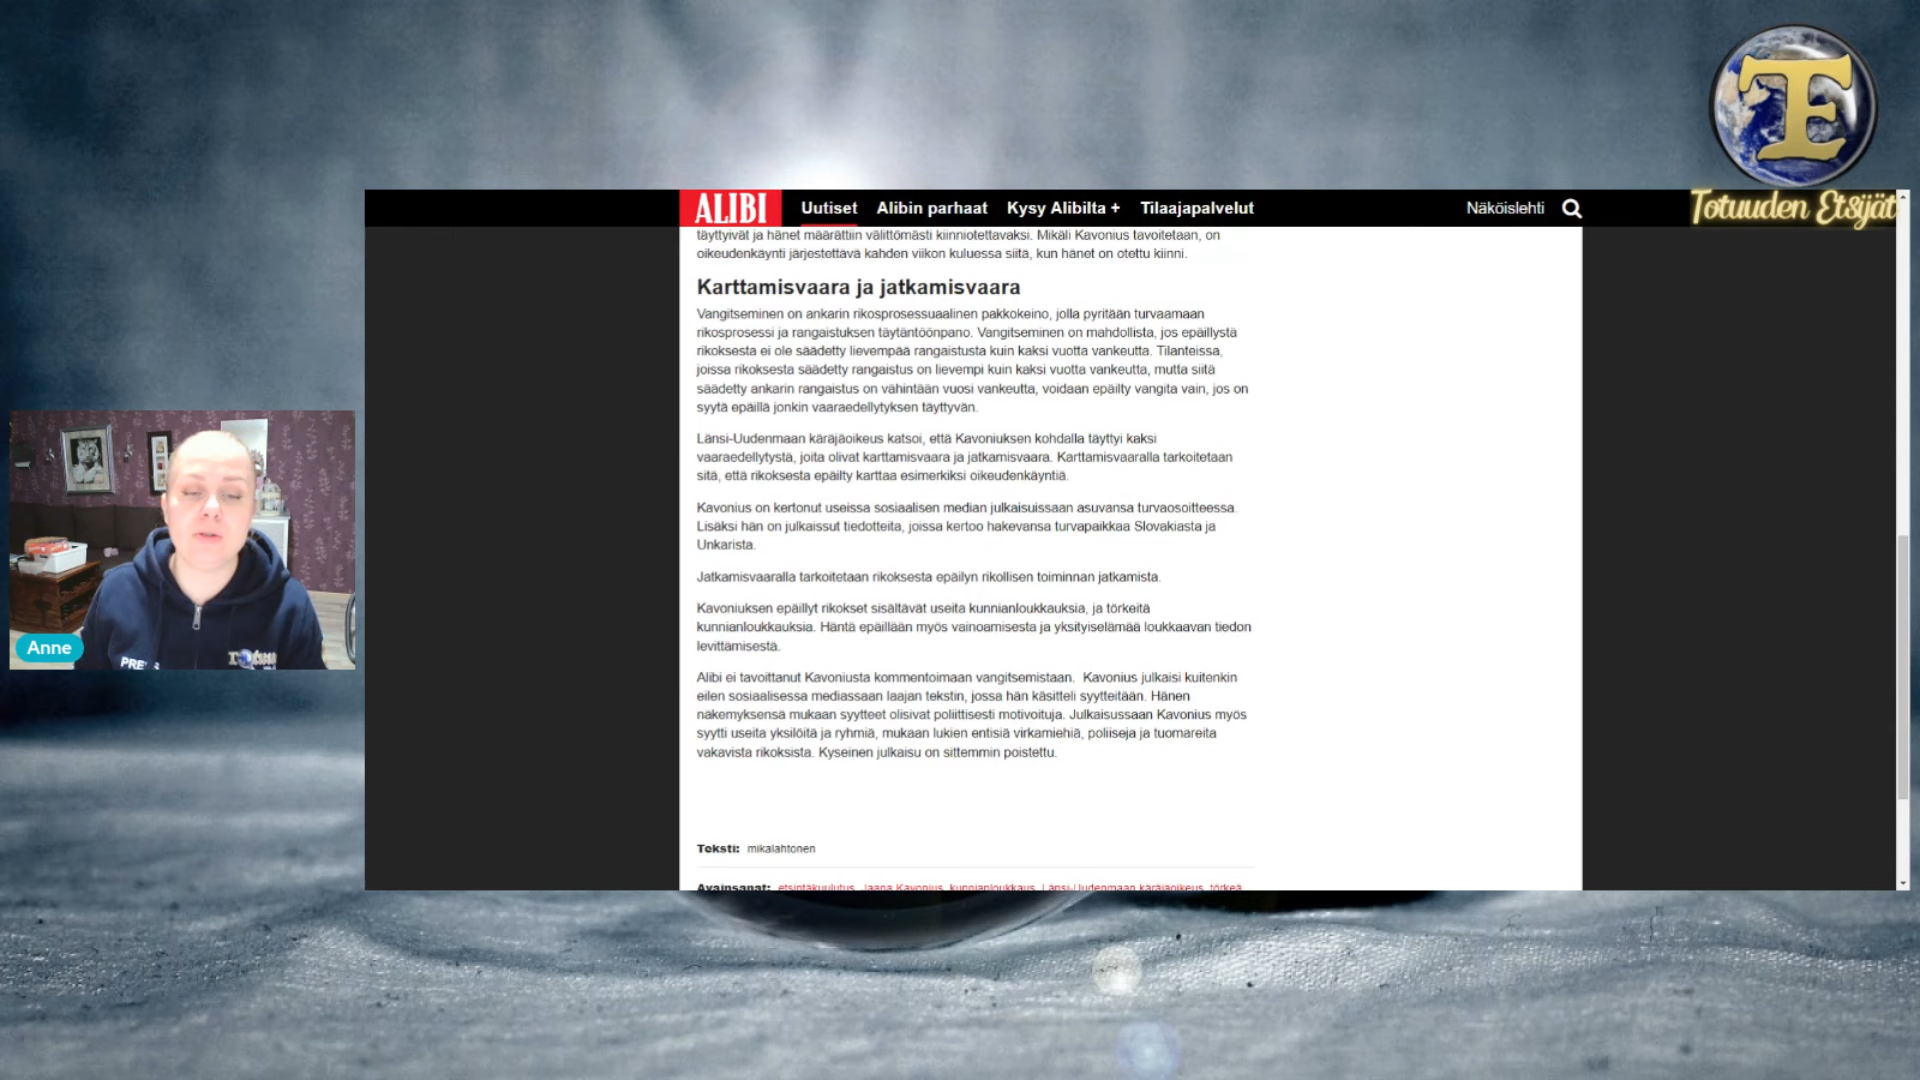 ALIBI Uutiset Alibin parhaat Kysy Alibilta + Tilaajapalvelut Näköislehti
Totuuden Etsijät
täyttyivät ja hänet määrättiin välittömästi kiinniotettavaksi. Mikäli Kavonius tavoitetaan, on
oikeudenkäynti järjestettävä kahden viikon kuluessa siitä, kun hänet on otettu kiinni.
Karttamisvaara ja jatkamisvaara
Vangitseminen on ankarin rikosprosessuaalinen pakkokeino, jolla pyritään turvaamaan
rikosprosessi ja rangaistuksen täytäntöönpano. Vangitseminen on mahdollista, jos epäillystä
rikoksesta ei ole säädetty lievempää rangaistusta kuin kaksi vuotta vankeutta. Tilanteissa,
joissa rikoksesta säädetty rangaistus on lievempi kuin kaksi vuotta vankeutta, mutta siitä
säädetty ankarin rangaistus on vähintään vuosi vankeutta, voidaan epäilty vangita vain, jos on
syytä epäillä jonkin vaaraedellytyksen täyttyvän.
Länsi-Uudenmaan käräjäoikeus katsoi, että Kavoniuksen kohdalla täyttyi kaksi
vaaraedellytystä, joita olivat karttamisvaara ja jatkamisvaara. Karttamisvaaralla tarkoitetaan
sitä, että rikoksesta epäilty karttaa esimerkiksi oikeudenkäyntiä.
Kavonius on kertonut useissa sosiaalisen median julkaisuissaan asuvansa turvaosoitteessa.
Lisäksi hän on julkaissut tiedotteita, joissa kertoo hakevansa turvapaikkaa Slovakiasta ja
Unkarista.
Jatkamisvaaralla tarkoitetaan rikoksesta epäilyn rikollisen toiminnan jatkamista.
Kavoniuksen epäillyt rikokset sisältävät useita kunnianloukkauksia, ja törkeitä
kunnianloukkauksia. Häntä epäillään myös vainoamisesta ja yksityiselämää loukkaavan tiedon
levittämisestä.
Alibi ei tavoittanut Kavoniusta kommentoimaan vangitsemistaan. Kavonius julkaisi kuitenkin
eilen sosiaalisessa mediassaan laajan tekstin, jossa hän käsitteli syytteitään. Hänen
näkemyksensä mukaan syytteet olisivat poliittisesti motivoituja. Julkaisussaan Kavonius myös
syytti useita yksilöitä ja ryhmiä, mukaan lukien entisiä virkamiehiä, poliiseja ja tuomareita
vakavista rikoksista. Kyseinen julkaisu on sittemmin poistettu.
Teksti: mikalahtonen
Avainsanat: etsintäkuulutus, Jaana Kavonius, kunnianloukkaus, Länsi-Uudenmaan käräjäoikeus, törkeä
Anne